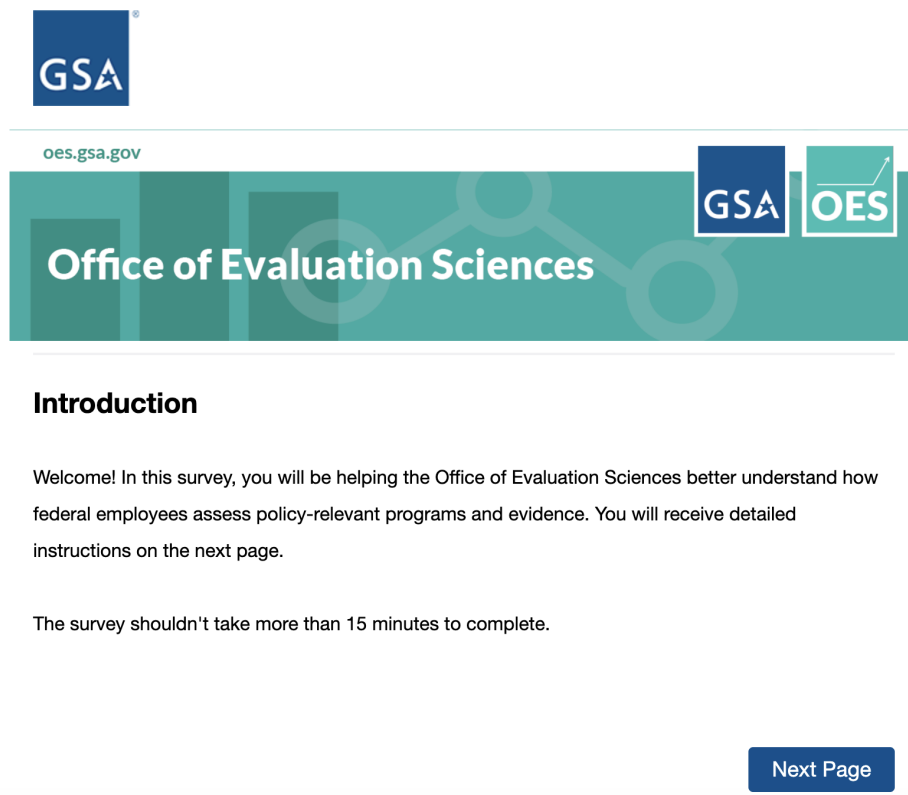 GSA
®
oes.gsa.gov
GSA
OES
Office of Evaluation Sciences
Introduction
Welcome! In this survey, you will be helping the Office of Evaluation Sciences better understand how
federal employees assess policy-relevant programs and evidence. You will receive detailed
instructions on the next page.
The survey shouldn't take more than 15 minutes to complete.
Next Page